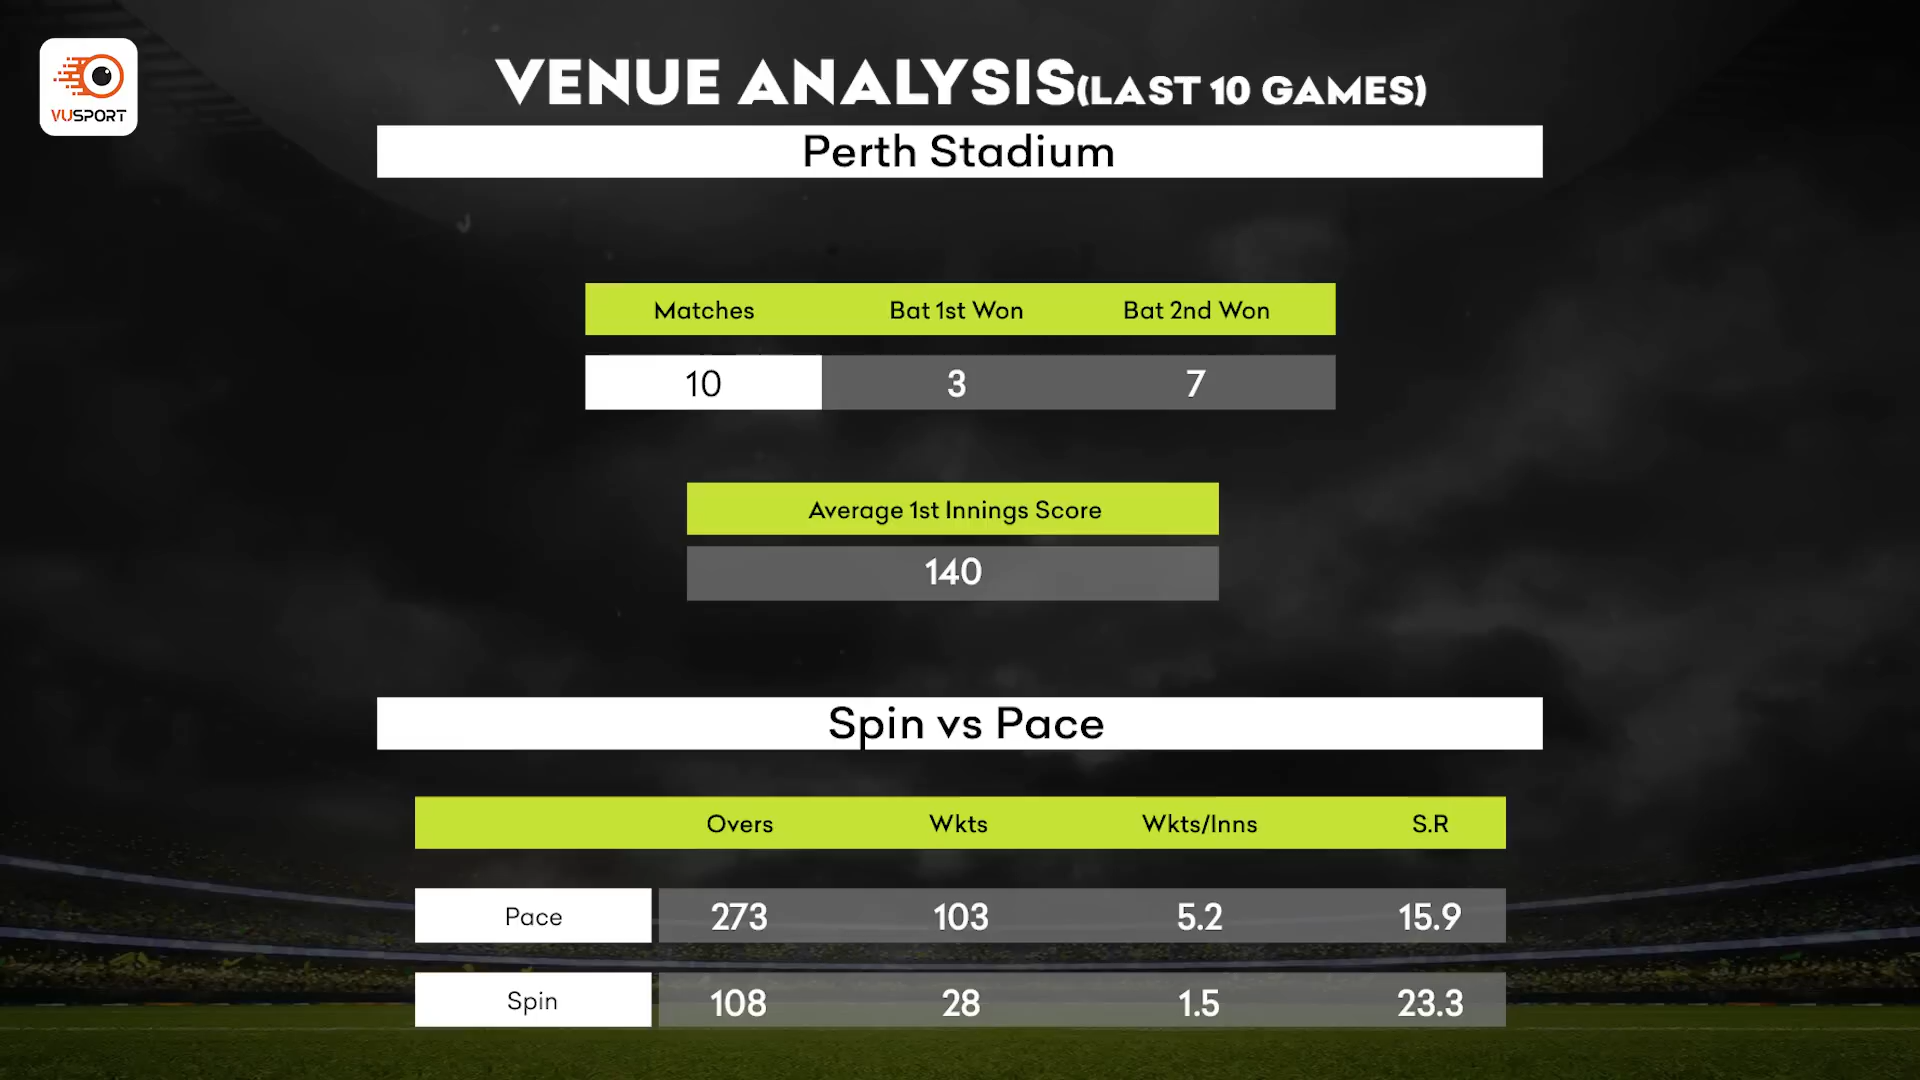 VUSPORT
VENUE ANALYSIS(LAST 10 GAMES)
Perth Stadium
Matches Bat 1st Won Bat 2nd Won
10 3 7
Average 1st Innings Score
140
Spin vs Pace
Overs Wkts Wkts/Inns S.R
Pace 273 103 5.2 15.9
Spin 108 28 1.5 23.3